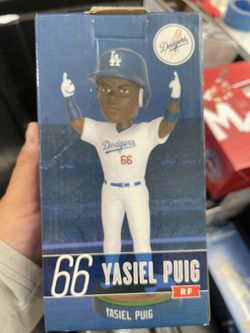 Dodgers
LA
Dodgers
66
66 YASIEL PUIG
RF
YASIEL PUIG